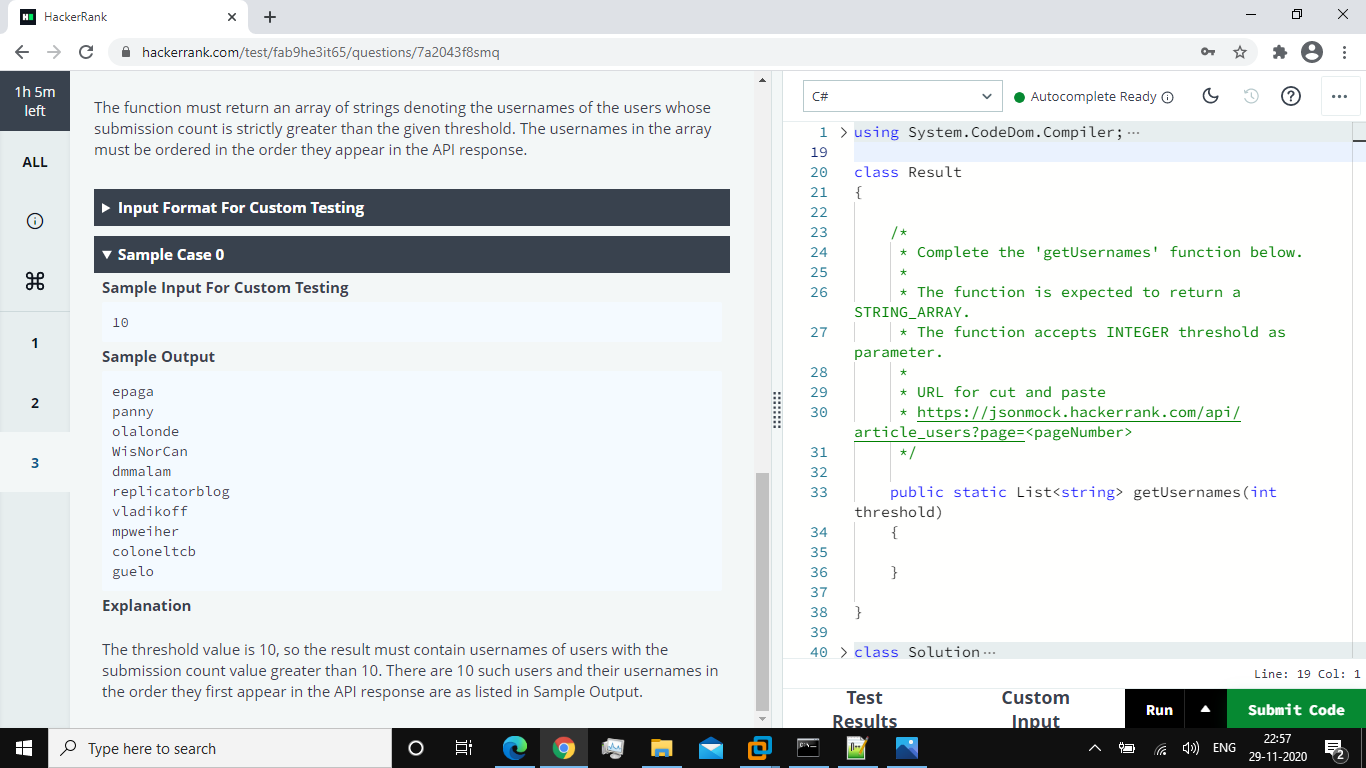 HackerRank
hackerrank.com/test/fab9he3it65/questions/7a2043f8smq
1h 5m
left
ALL
1
2
3
The function must return an array of strings denoting the usernames of the users whose
submission count is strictly greater than the given threshold. The usernames in the array
must be ordered in the order they appear in the API response.
Input Format For Custom Testing
Sample Case 0
Sample Input For Custom Testing
10
Sample Output
epaga
panny
olalonde
WisNorCan
dmmalam
replicatorblog
vladikoff
mpweiher
coloneltcb
guelo
Explanation
The threshold value is 10, so the result must contain usernames of users with the
submission count value greater than 10. There are 10 such users and their usernames in
the order they first appear in the API response are as listed in Sample Output.
C#
Autocomplete Ready
1 using System.CodeDom.Compiler;
19
20 class Result
21 {
22
23 /*
24 * Complete the 'getUsernames' function below.
25 *
26 * The function is expected to return a
STRING_ARRAY.
27 * The function accepts INTEGER threshold as
parameter.
28 *
29 * URL for cut and paste
30 * https://jsonmock.hackerrank.com/api/
article_users?page=<pageNumber>
31 */
32
33 public static List<string> getUsernames(int
threshold)
34 {
35
36 }
37
38 }
39
40 class Solution
Line: 19 Col: 1
Test
Results
Custom
Input
Run
Submit Code
Type here to search
ENG
22:57
29-11-2020
2